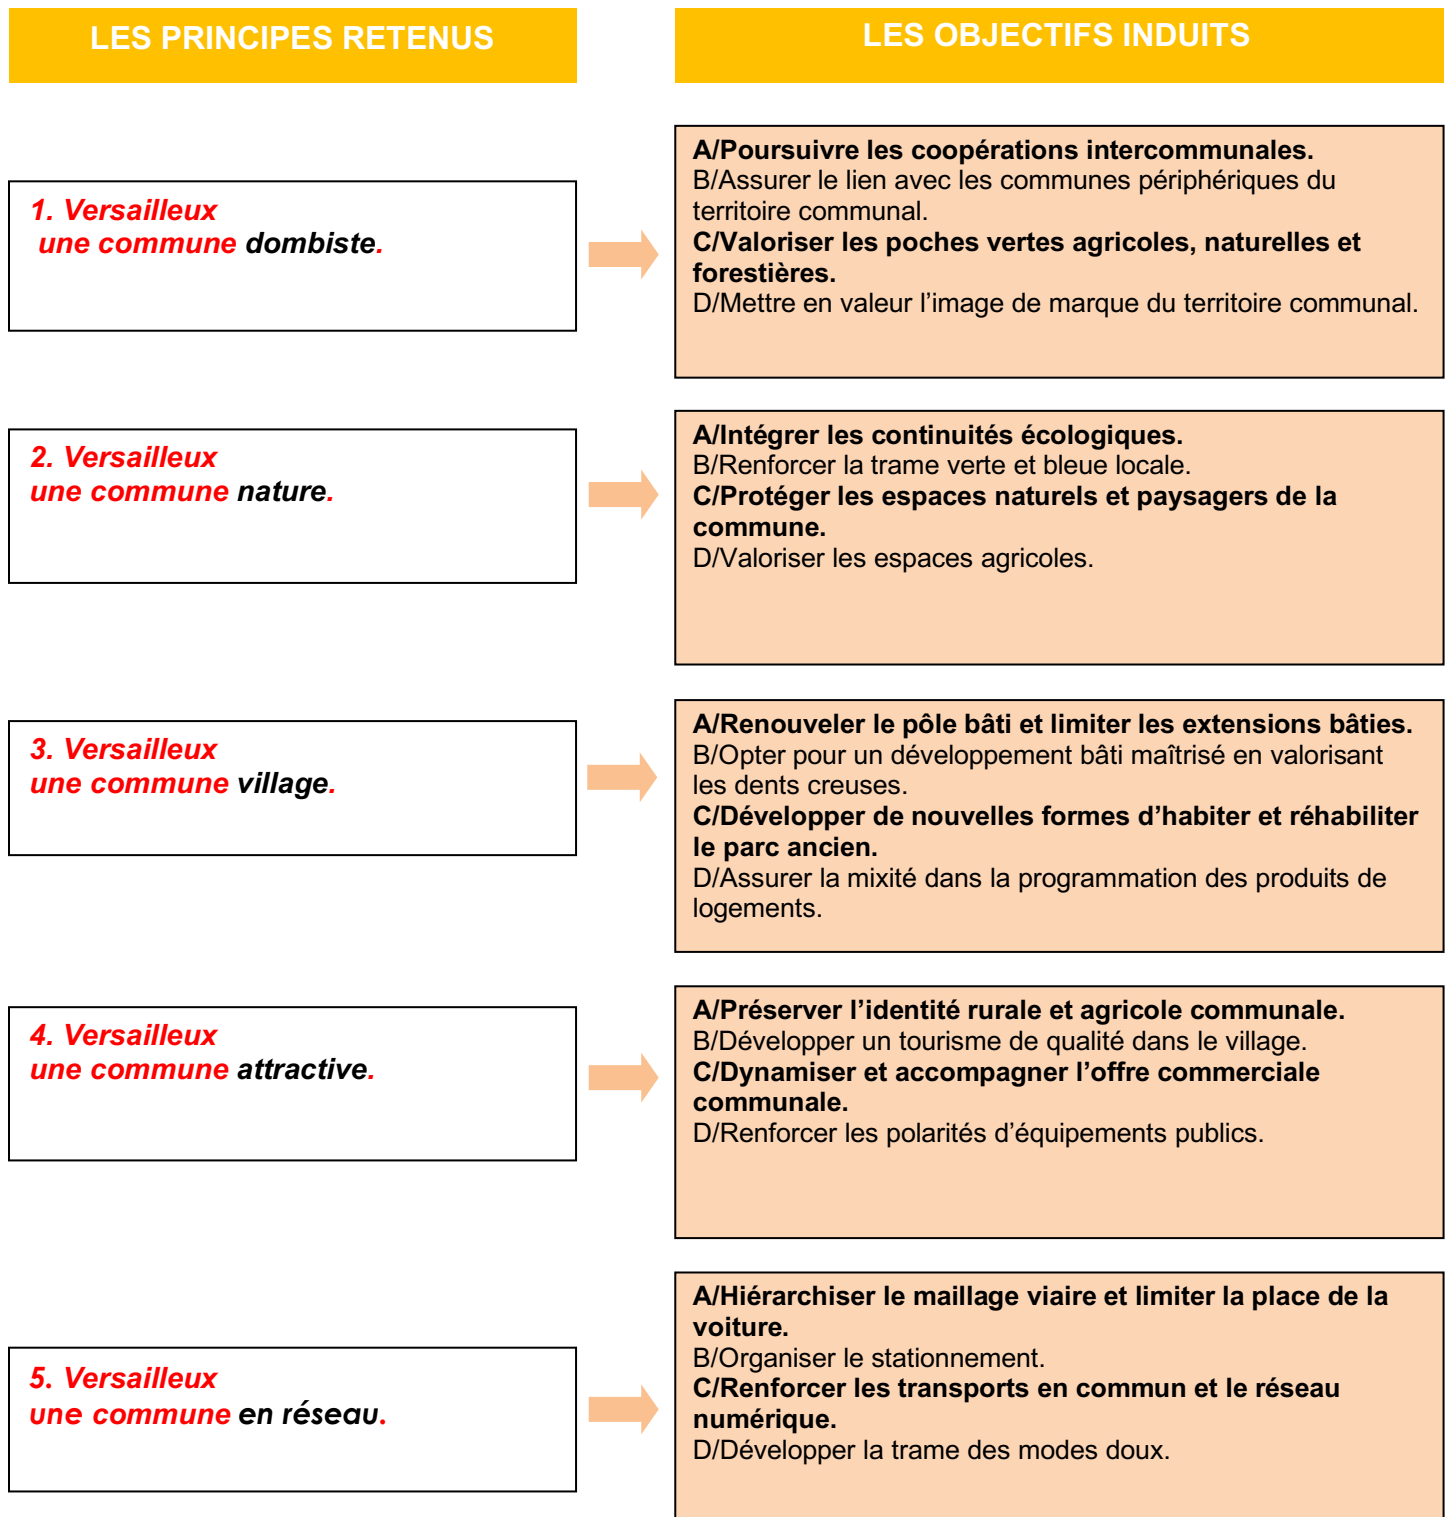 LES PRINCIPES RETENUS
LES OBJECTIFS INDUITS
1. Versailleux
une commune dombiste.
A/Poursuivre les coopérations intercommunales.
B/Assurer le lien avec les communes périphériques du
territoire communal.
C/Valoriser les poches vertes agricoles, naturelles et
forestières.
D/Mettre en valeur l’image de marque du territoire communal.
2. Versailleux
une commune nature.
A/Intégrer les continuités écologiques.
B/Renforcer la trame verte et bleue locale.
C/Protéger les espaces naturels et paysagers de la
commune.
D/Valoriser les espaces agricoles.
3. Versailleux
une commune village.
A/Renouveler le pôle bâti et limiter les extensions bâties.
B/Opter pour un développement bâti maîtrisé en valorisant
les dents creuses.
C/Développer de nouvelles formes d’habiter et réhabiliter
le parc ancien.
D/Assurer la mixité dans la programmation des produits de
logements.
4. Versailleux
une commune attractive.
A/Préserver l’identité rurale et agricole communale.
B/Développer un tourisme de qualité dans le village.
C/Dynamiser et accompagner l’offre commerciale
communale.
D/Renforcer les polarités d’équipements publics.
5. Versailleux
une commune en réseau.
A/Hiérarchiser le maillage viaire et limiter la place de la
voiture.
B/Organiser le stationnement.
C/Renforcer les transports en commun et le réseau
numérique.
D/Développer la trame des modes doux.